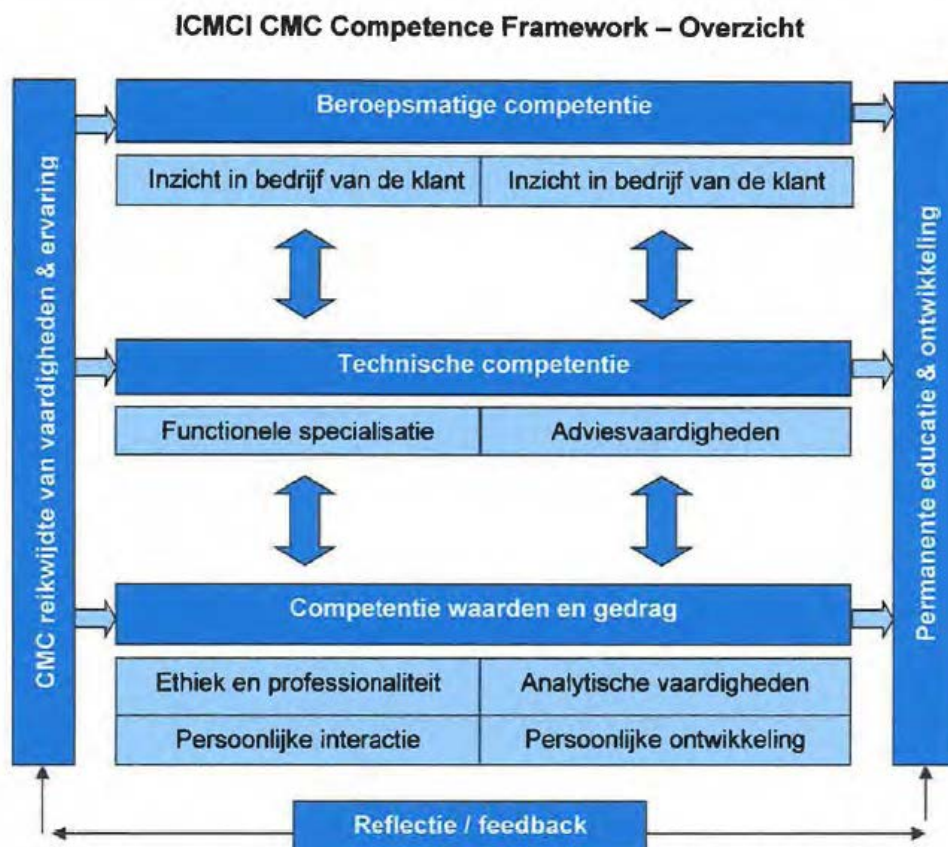 ICMCI CMC Competence Framework – Overzicht
CMC reikwijdte van vaardigheden & ervaring
Beroepsmatige competentie
Inzicht in bedrijf van de klant
Inzicht in bedrijf van de klant
Technische competentie
Functionele specialisatie
Adviesvaardigheden
Competentie waarden en gedrag
Ethiek en professionaliteit
Analytische vaardigheden
Persoonlijke interactie
Persoonlijke ontwikkeling
Permanente educatie & ontwikkeling
Reflectie / feedback